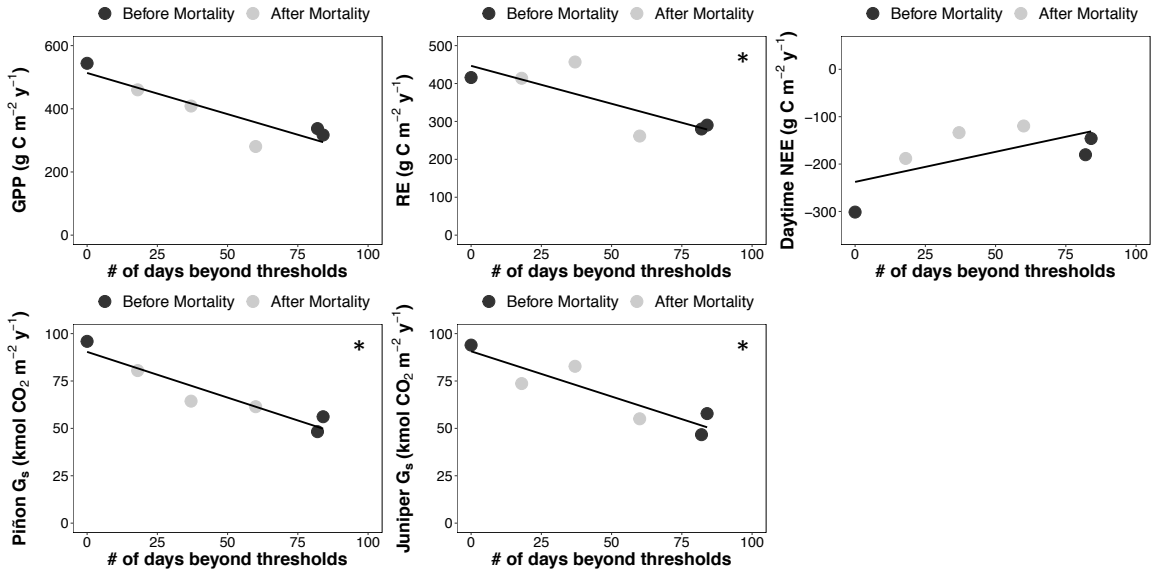 Before Mortality After Mortality
GPP (g C m−2 y−1)
600
400
200
0
0 25 50 75 100
# of days beyond thresholds
Before Mortality After Mortality
RE (g C m−2 y−1)
500
400
300
200
100
0
*
0 25 50 75 100
# of days beyond thresholds
Before Mortality After Mortality
Daytime NEE (g C m−2 y−1)
0
−100
−200
−300
0 25 50 75 100
# of days beyond thresholds
Before Mortality After Mortality
Piñon Gs (kmol CO2 m−2 y−1)
100
75
50
25
0
*
0 25 50 75 100
# of days beyond thresholds
Before Mortality After Mortality
Juniper Gs (kmol CO2 m−2 y−1)
100
75
50
25
0
*
0 25 50 75 100
# of days beyond thresholds